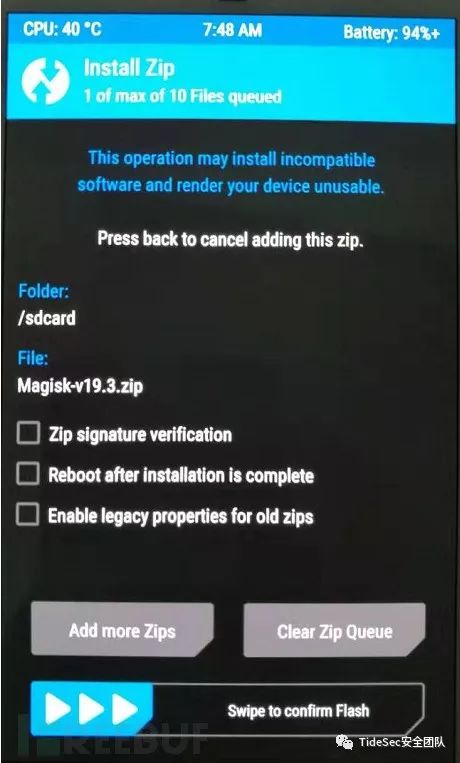 CPU: 40 °C 7:48 AM Battery: 94%+
Install Zip
1 of max of 10 Files queued
This operation may install incompatible
software and render your device unusable.
Press back to cancel adding this zip.
Folder:
/sdcard
File:
Magisk-v19.3.zip
Zip signature verification
Reboot after installation is complete
Enable legacy properties for old zips
Add more Zips Clear Zip Queue
Swipe to confirm Flash
REEBUF
TideSec安全团队